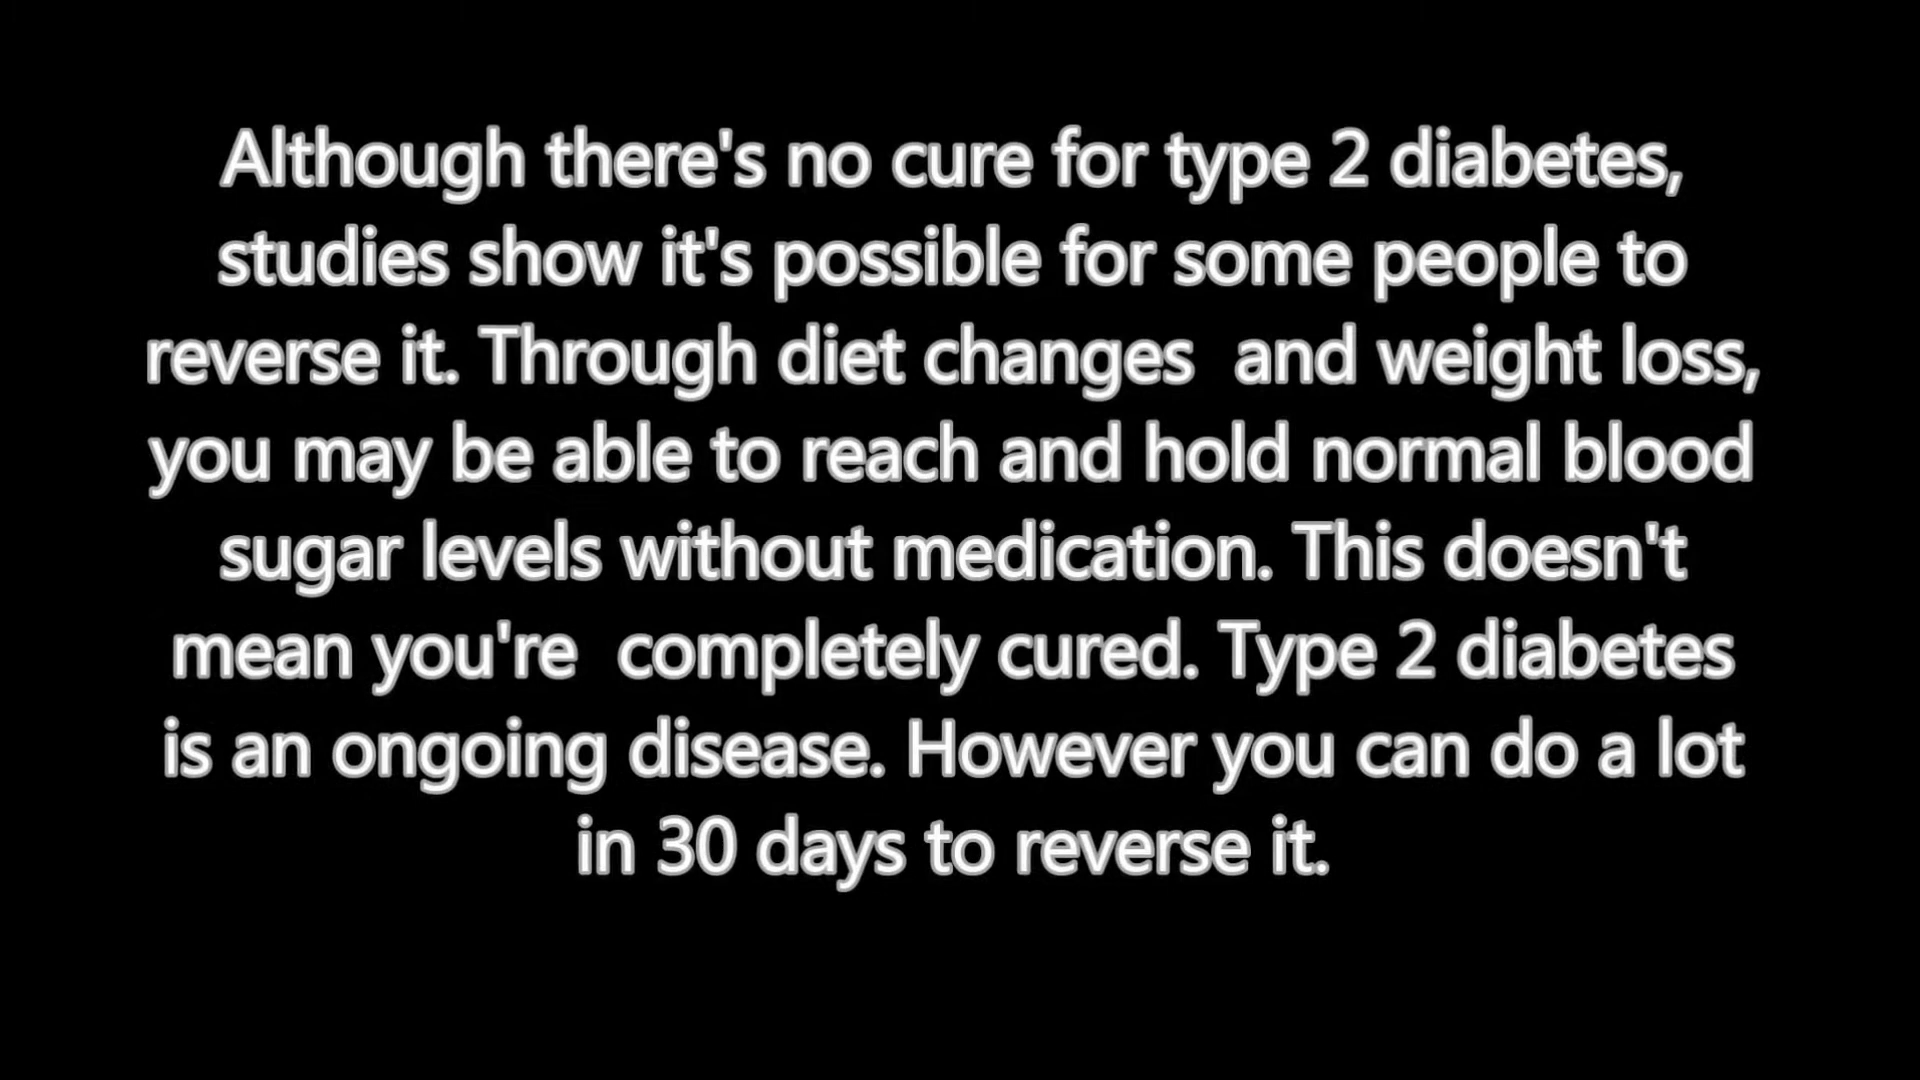 Although there's no cure for type 2 diabetes,
studies show it's possible for some people to
reverse it. Through diet changes  and weight loss,
you may be able to reach and hold normal blood
sugar levels without medication. This doesn't
mean you're  completely cured. Type 2 diabetes
is an ongoing disease. However you can do a lot
in 30 days to reverse it.